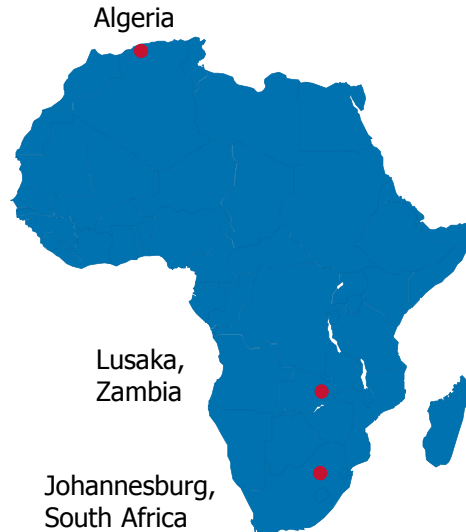 Algeria
Lusaka,
Zambia
Johannesburg,
South Africa